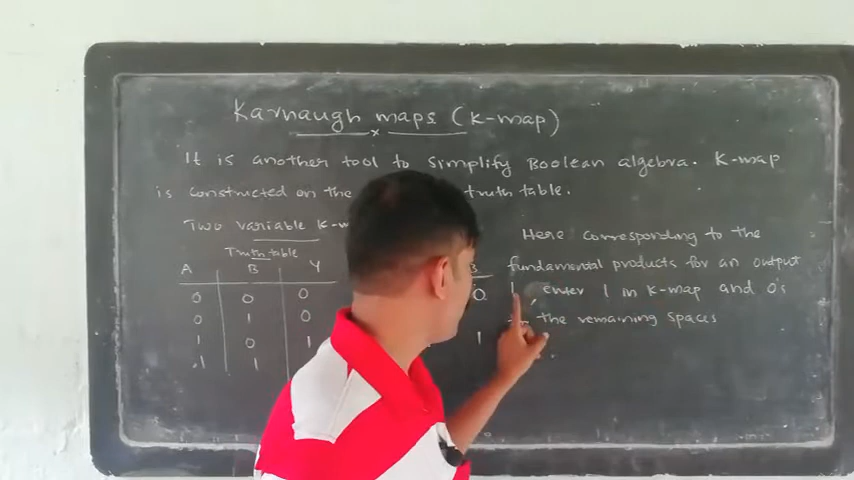 Karnaugh maps (K-map)
It is another tool to simplify Boolean algebra. K-map
is constructed on the truth table.
Two variable K-m
Truth table
Here corresponding to the
A B Y
B
fundamental products for an output
0 0 0
0
1, enter 1 in K-map and 0's
0 1 0
the remaining spaces
1 0 1
1
1 1